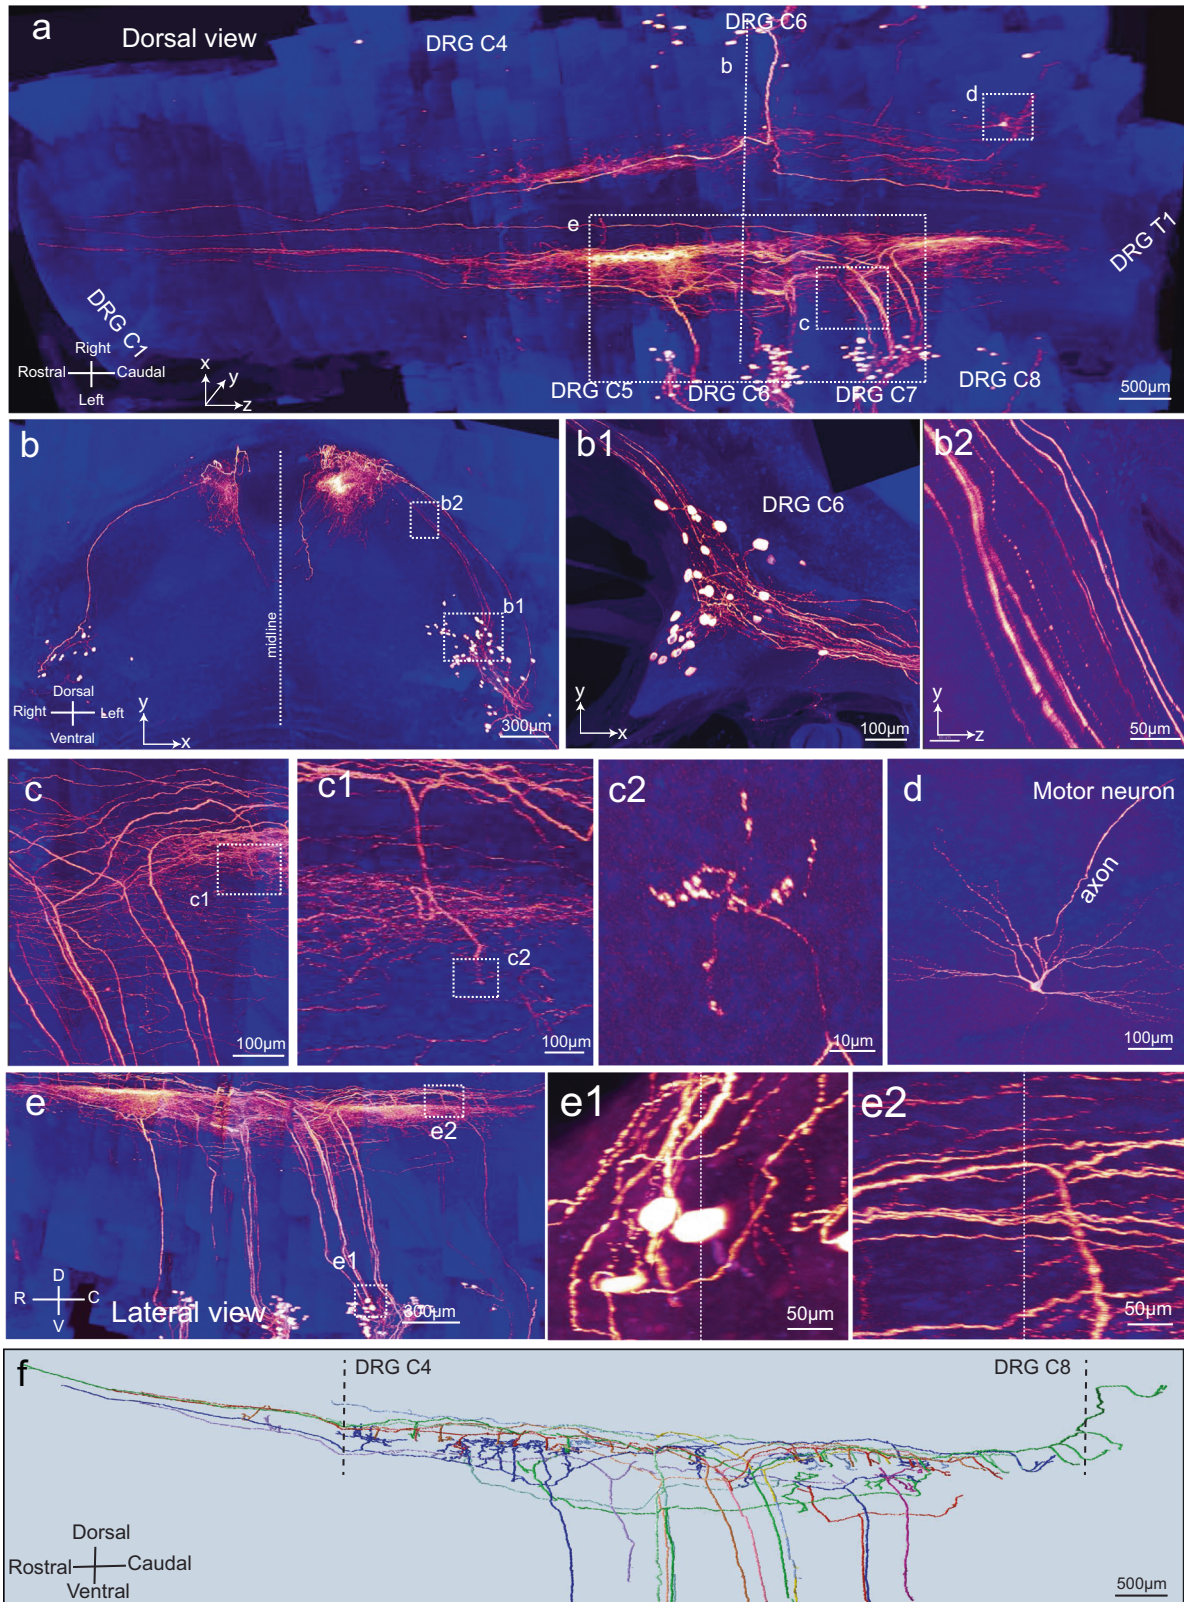 a
Dorsal view
DRG C4
DRG C6
b
d
e
c
DRG C1
DRG T1
Right
Rostral
Caudal
Left
x
y
z
DRG C5
DRG C6
DRG C7
DRG C8
500µm
b
b2
b1
midline
Dorsal
Right
Left
Ventral
y
x
300µm
b1
DRG C6
y
x
100µm
b2
y
z
50µm
c
c1
100µm
c1
c2
100µm
c2
10µm
d
Motor neuron
axon
100µm
e
e2
e1
D
R
C
V
Lateral view
300µm
e1
50µm
e2
50µm
f
DRG C4
DRG C8
Dorsal
Rostral
Caudal
Ventral
500µm